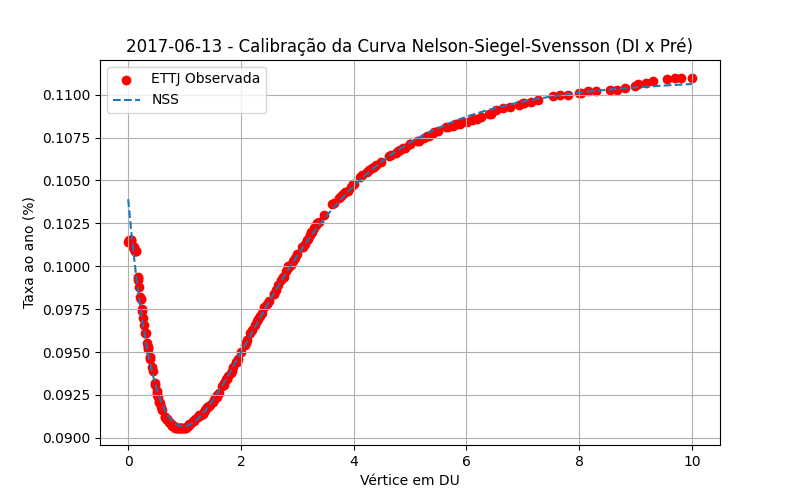 2017-06-13 - Calibração da Curva Nelson-Siegel-Svensson (DI x Pré)
ETTJ Observada
NSS
Taxa ao ano (%)
0.1100
0.1075
0.1050
0.1025
0.1000
0.0975
0.0950
0.0925
0.0900
0 2 4 6 8 10
Vértice em DU